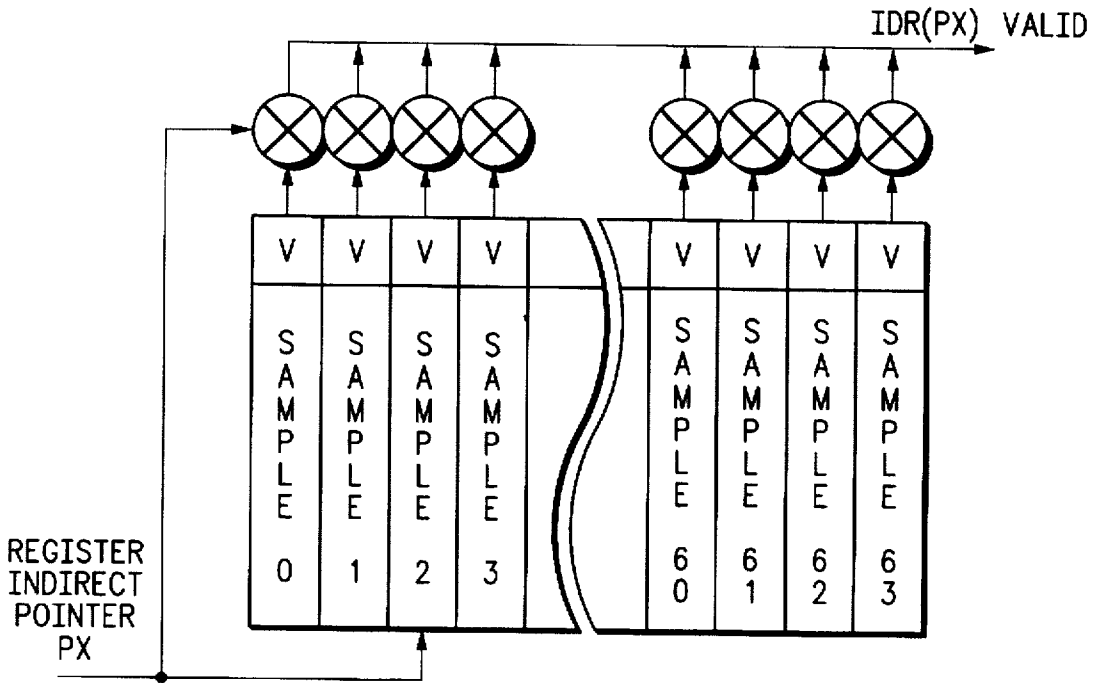 IDR(PX) VALID
V V V V V V V V
SAMPLE 0
SAMPLE 1
SAMPLE 2
SAMPLE 3
SAMPLE 60
SAMPLE 61
SAMPLE 62
SAMPLE 63
REGISTER
INDIRECT
POINTER
PX